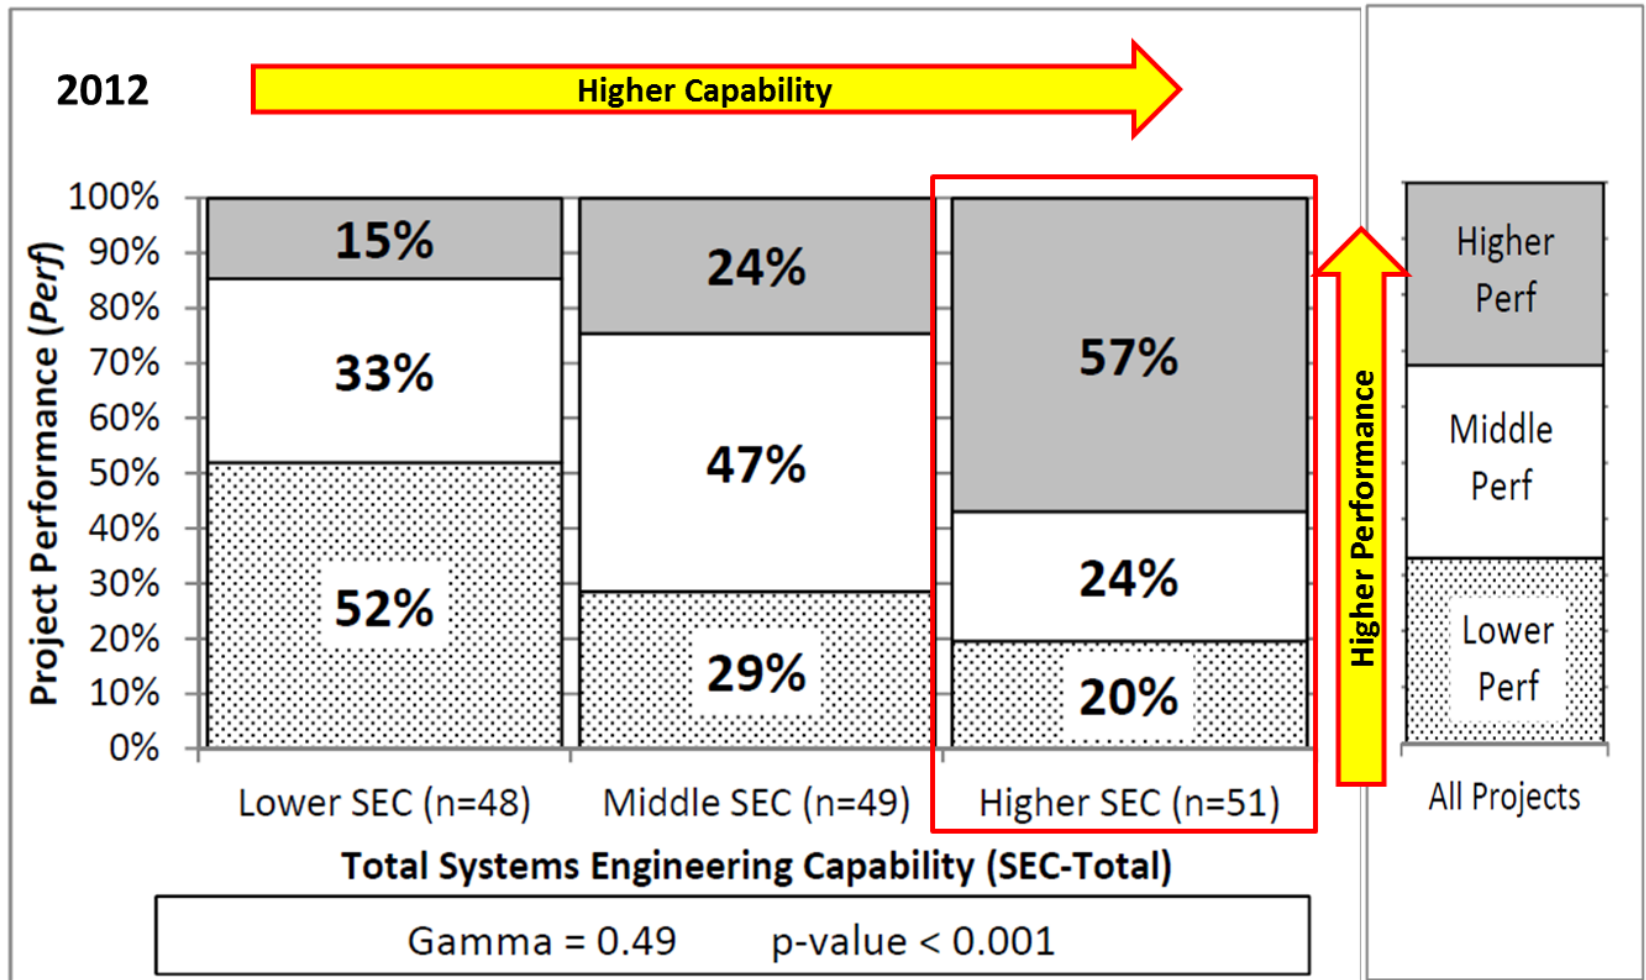 2012
Higher Capability
Project Performance (Perf)
100%
90%
80%
70%
60%
50%
40%
30%
20%
10%
0%
15%
33%
52%
24%
47%
29%
57%
24%
20%
Lower SEC (n=48)
Middle SEC (n=49)
Higher SEC (n=51)
Total Systems Engineering Capability (SEC-Total)
Gamma = 0.49 p-value < 0.001
Higher Performance
Higher
Perf
Middle
Perf
Lower
Perf
All Projects